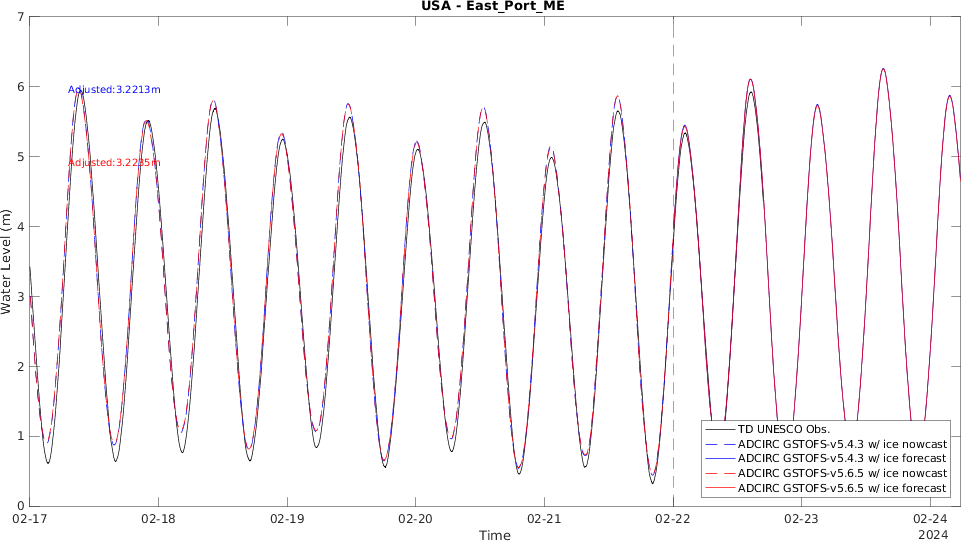 USA - East_Port_ME
7
6
5
4
3
2
1
0
Water Level (m)
Adjusted:3.2213m
Adjusted:3.2235m
TD UNESCO Obs.
ADCIRC GSTOFS-v5.4.3 w/ ice nowcast
ADCIRC GSTOFS-v5.4.3 w/ ice forecast
ADCIRC GSTOFS-v5.6.5 w/ ice nowcast
ADCIRC GSTOFS-v5.6.5 w/ ice forecast
02-17 02-18 02-19 02-20 02-21 02-22 02-23 02-24
Time
2024